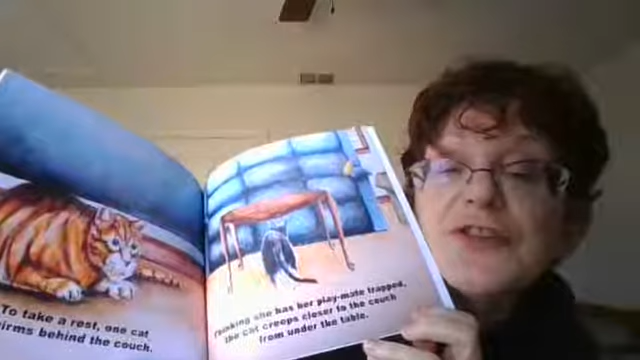 To take a rest, one cat
squirms behind the couch.
Thinking she has her play-mate trapped,
the cat creeps closer to the couch
from under the table.